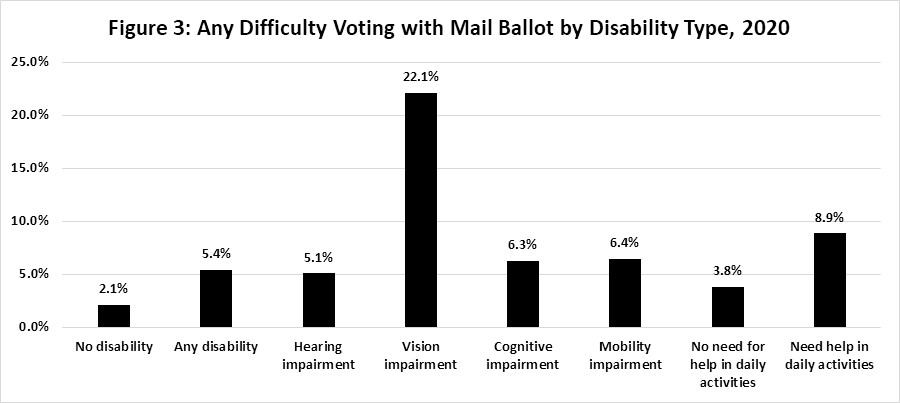 Figure 3: Any Difficulty Voting with Mail Ballot by Disability Type, 2020
25.0%
20.0%
15.0%
10.0%
5.0%
0.0%
2.1%
5.4%
5.1%
22.1%
6.3%
6.4%
3.8%
8.9%
No disability
Any disability
Hearing
impairment
Vision
impairment
Cognitive
impairment
Mobility
impairment
No need for
help in daily
activities
Need help in
daily activities